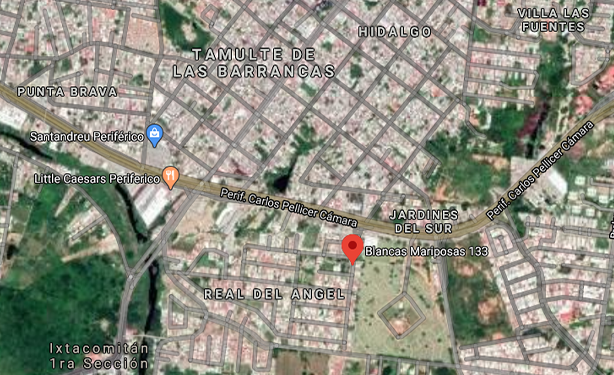 VILLA LAS
FUENTES
HIDALGO
TAMULTE DE
LAS BARRANCAS
PUNTA BRAVA
Santandreu Periférico
Little Caesars Periferico
Perif. Carlos Pellicer Cámara
Perif. Carlos Pellicer Cámara
JARDINES
DEL SUR
Blancas Mariposas 133
REAL DEL ANGEL
Ixtacomitán
1ra Sección